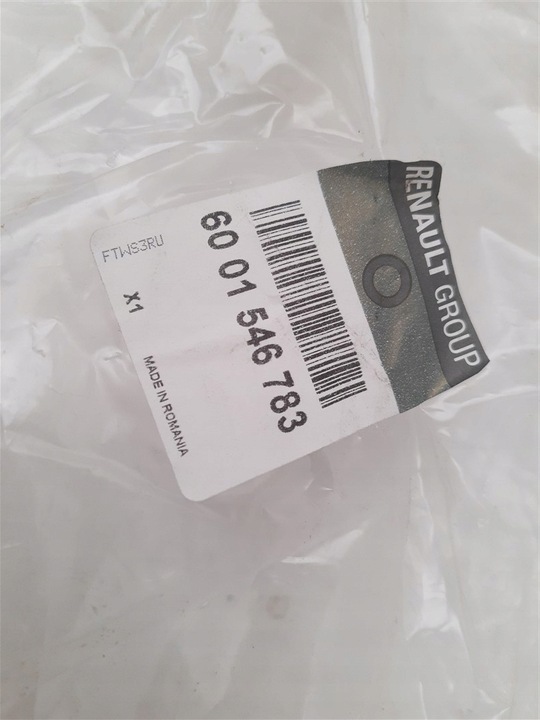 RENAULT GROUP
60 01 546 783
FTWS3RU
X1
MADE IN ROMANIA